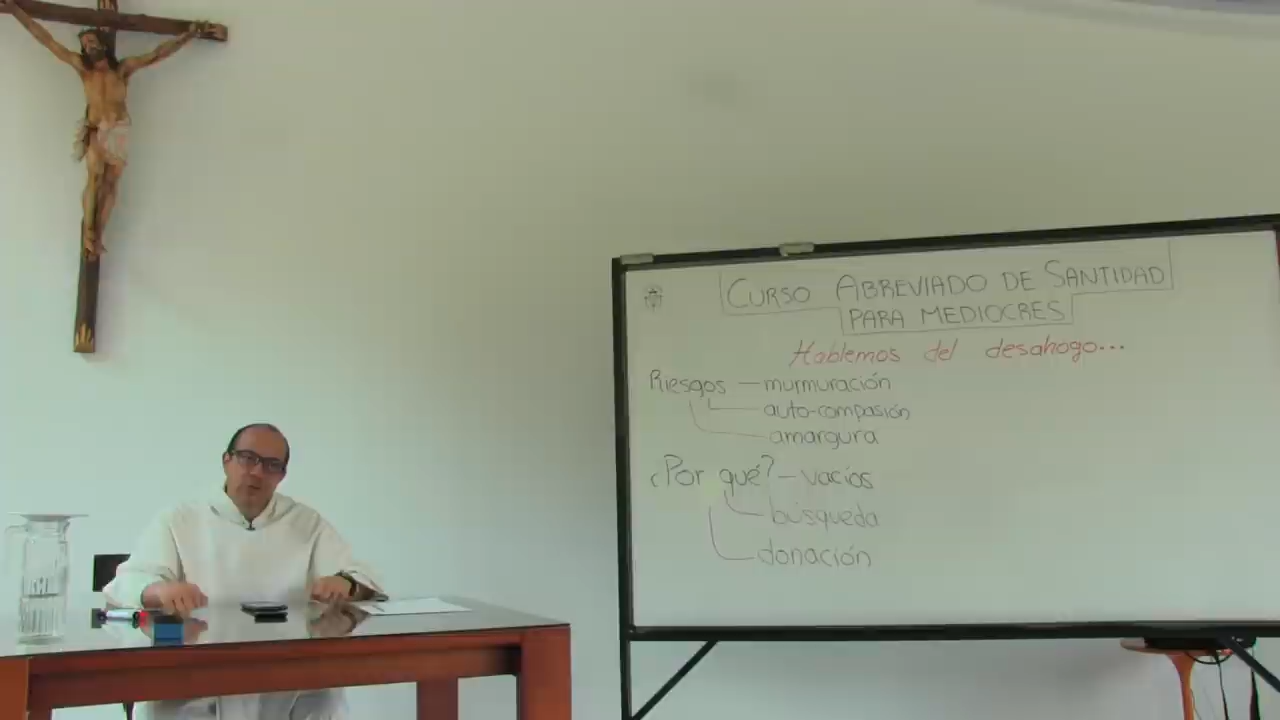 CURSO ABREVIADO DE SANTIDAD
PARA MEDIOCRES
Hablemos del desahogo...
Riesgos — murmuración
auto-compasión
amargura
¿Por qué? — vacíos
búsqueda
donación